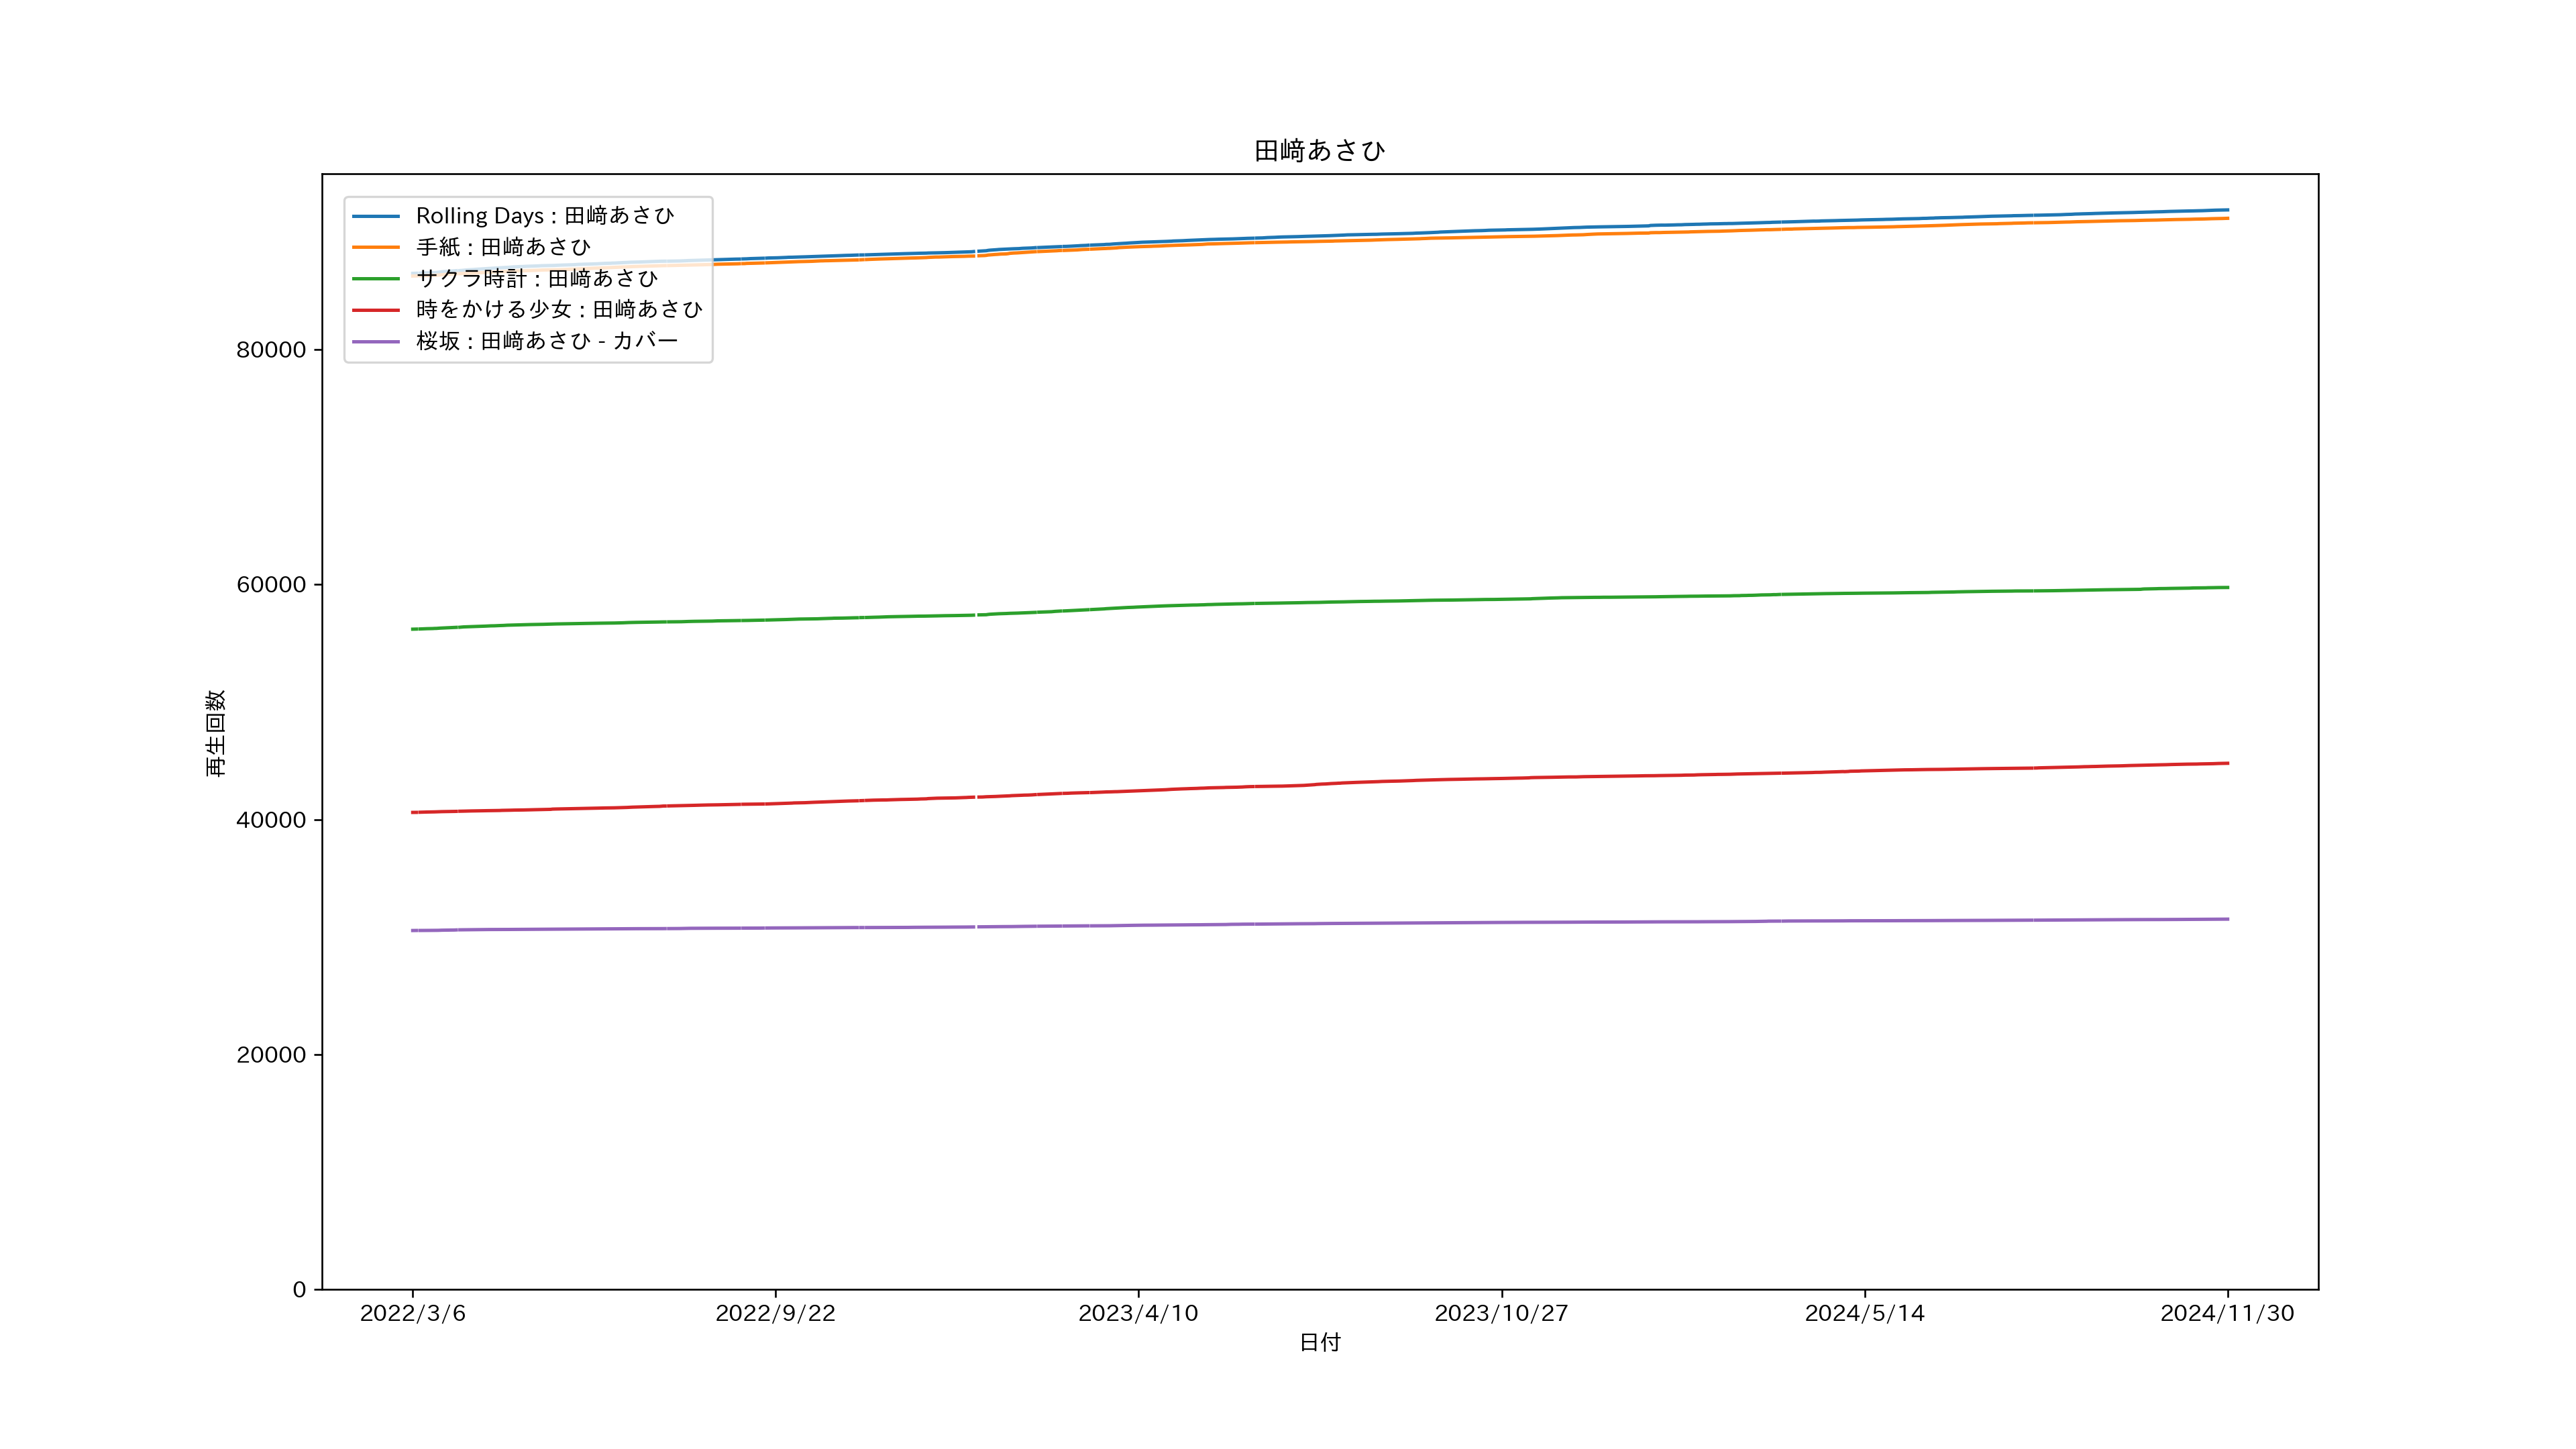 田﨑あさひ
Rolling Days : 田﨑あさひ
手紙 : 田﨑あさひ
サクラ時計 : 田﨑あさひ
時をかける少女 : 田﨑あさひ
桜坂 : 田﨑あさひ - カバー
80000
60000
40000
20000
0
再生回数
2022/3/6 2022/9/22 2023/4/10 2023/10/27 2024/5/14 2024/11/30
日付